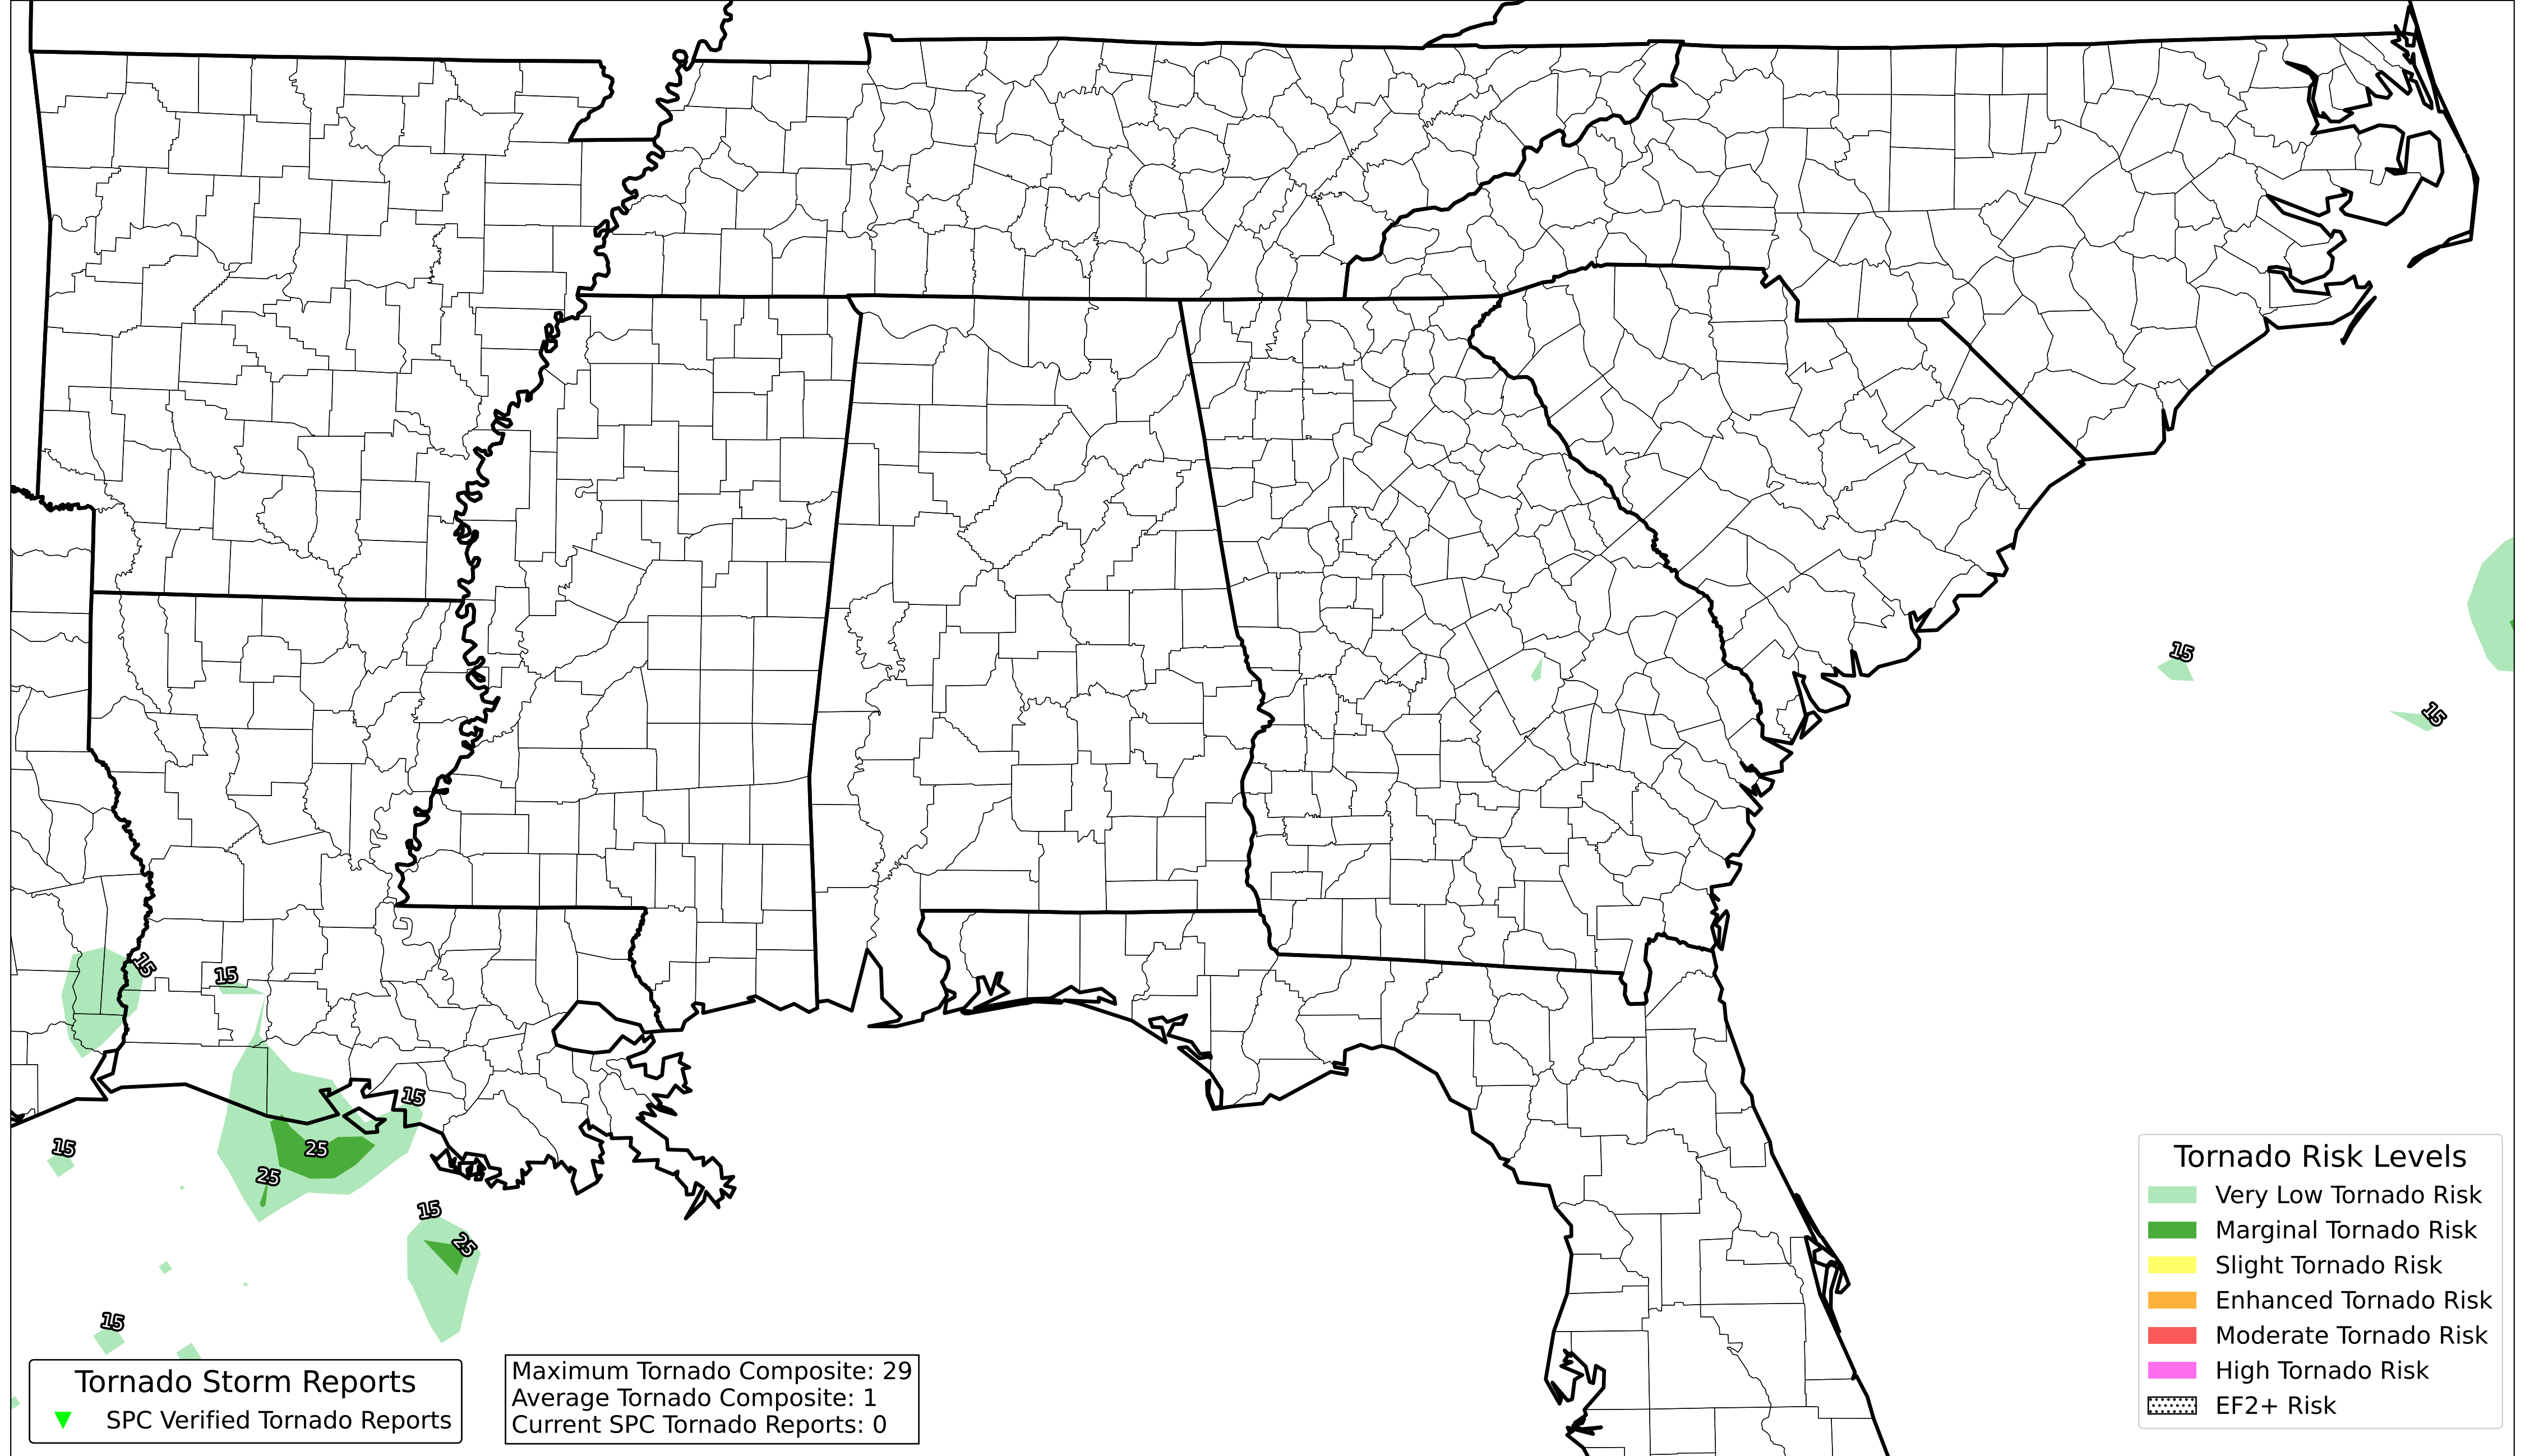 15
15
15
15
15
25
15
25
15
25
15
Tornado Risk Levels
Very Low Tornado Risk
Marginal Tornado Risk
Slight Tornado Risk
Enhanced Tornado Risk
Moderate Tornado Risk
High Tornado Risk
EF2+ Risk
Tornado Storm Reports
SPC Verified Tornado Reports
Maximum Tornado Composite: 29
Average Tornado Composite: 1
Current SPC Tornado Reports: 0